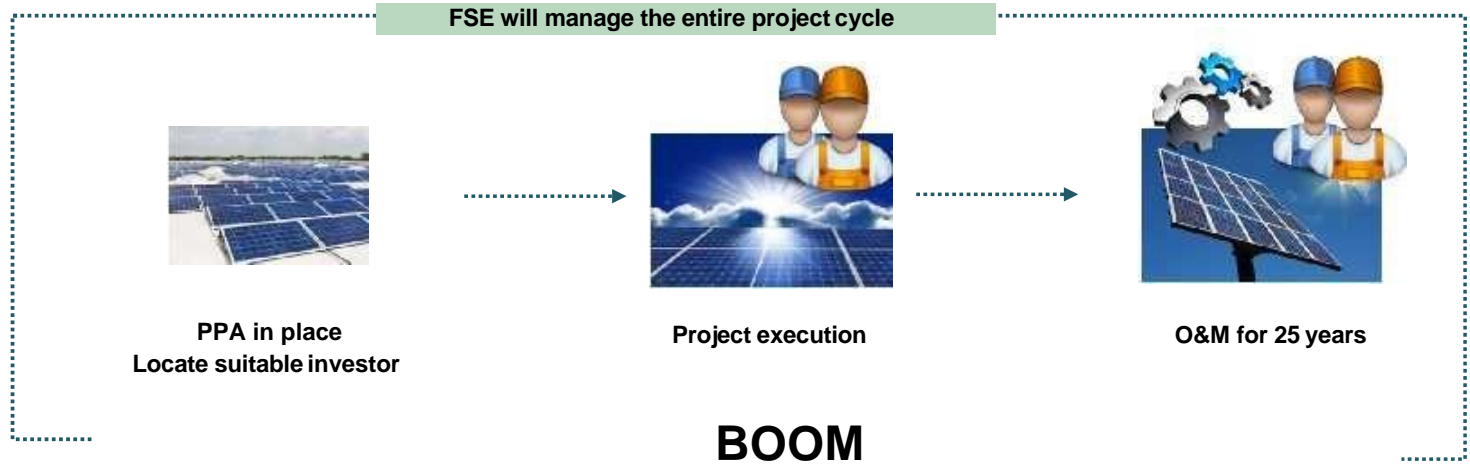 FSE will manage the entire project cycle
PPA in place
Locate suitable investor
Project execution
O&M for 25 years
BOOM